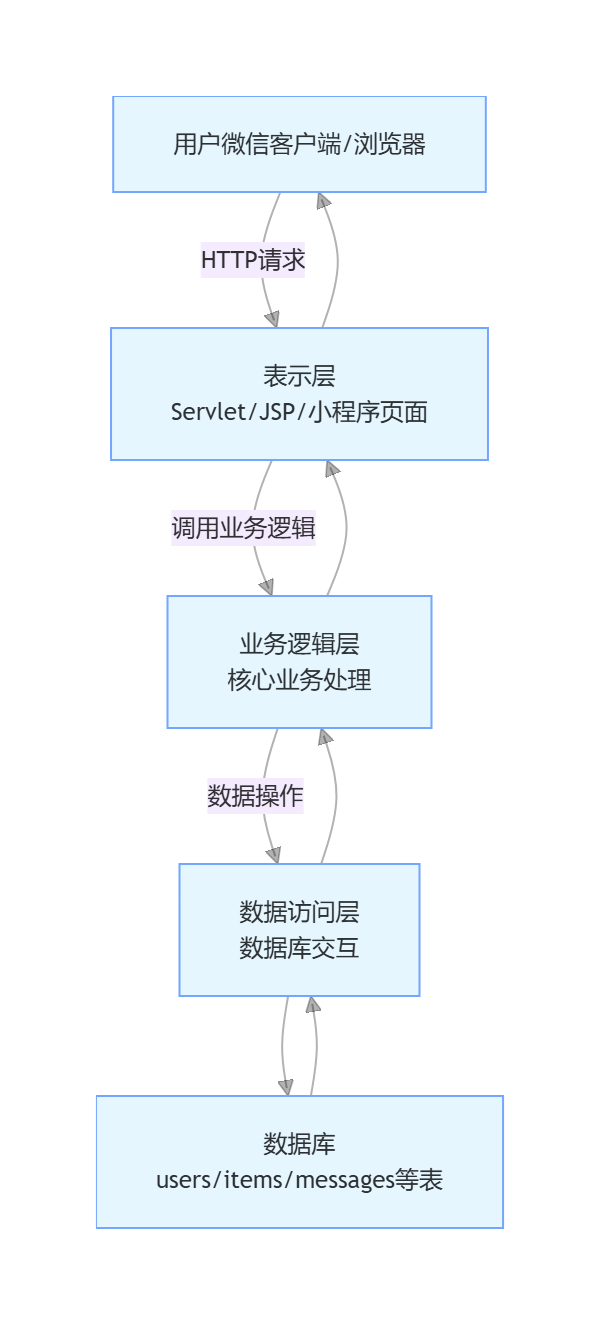 用户微信客户端/浏览器
HTTP请求
表示层
Servlet/JSP/小程序页面
调用业务逻辑
业务逻辑层
核心业务处理
数据操作
数据访问层
数据库交互
数据库
users/items/messages等表